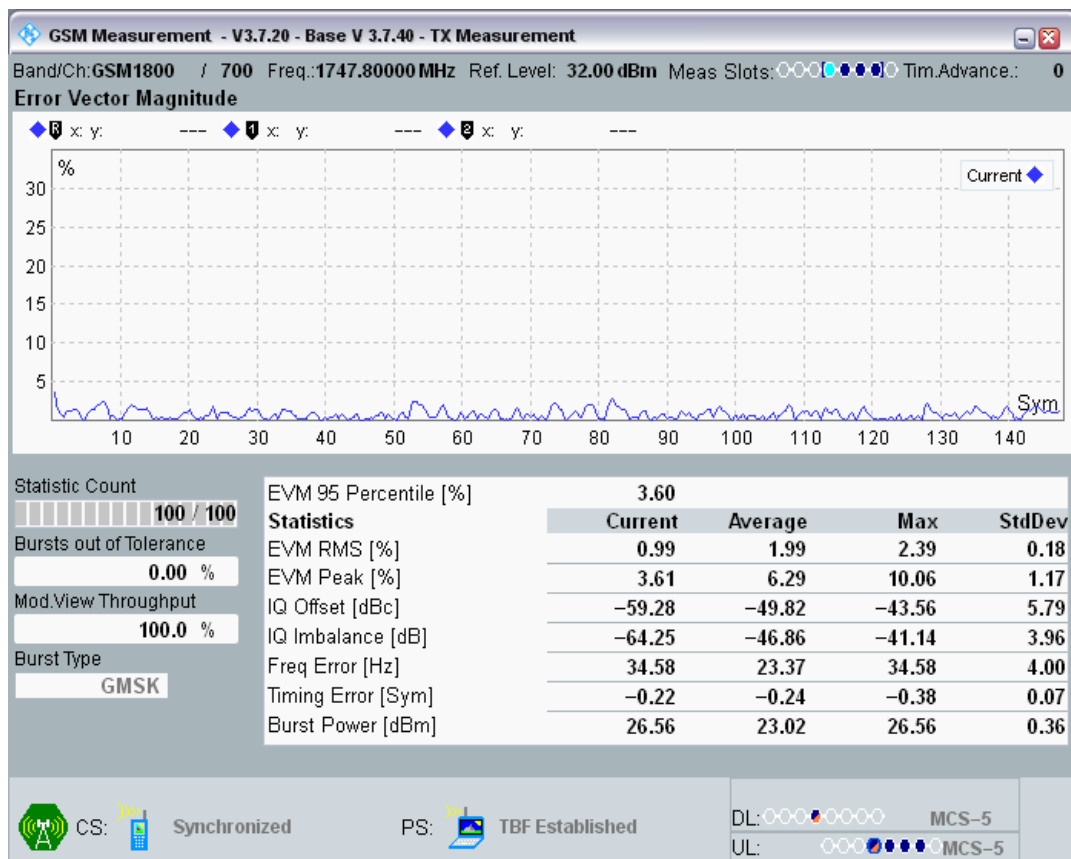 GSM Measurement - V3.7.20 - Base V 3.7.40 - TX Measurement
Band/Ch:GSM1800 / 700 Freq.:1747.80000 MHz Ref. Level: 32.00 dBm Meas Slots: Tim.Advance.: 0
Error Vector Magnitude
R x: y: --- 1 x: y: --- 2 x: y: ---
%
Current
30
25
20
15
10
5
Sym
10 20 30 40 50 60 70 80 90 100 110 120 130 140
Statistic Count
100 / 100
Bursts out of Tolerance
0.00 %
Mod.View Throughput
100.0 %
Burst Type
GMSK
EVM 95 Percentile [%] 3.60
Statistics Current Average Max StdDev
EVM RMS [%] 0.99 1.99 2.39 0.18
EVM Peak [%] 3.61 6.29 10.06 1.17
IQ Offset [dBc] −59.28 −49.82 −43.56 5.79
IQ Imbalance [dB] −64.25 −46.86 −41.14 3.96
Freq Error [Hz] 34.58 23.37 34.58 4.00
Timing Error [Sym] −0.22 −0.24 −0.38 0.07
Burst Power [dBm] 26.56 23.02 26.56 0.36
CS: Synchronized PS: TBF Established
DL: MCS−5
UL: MCS−5